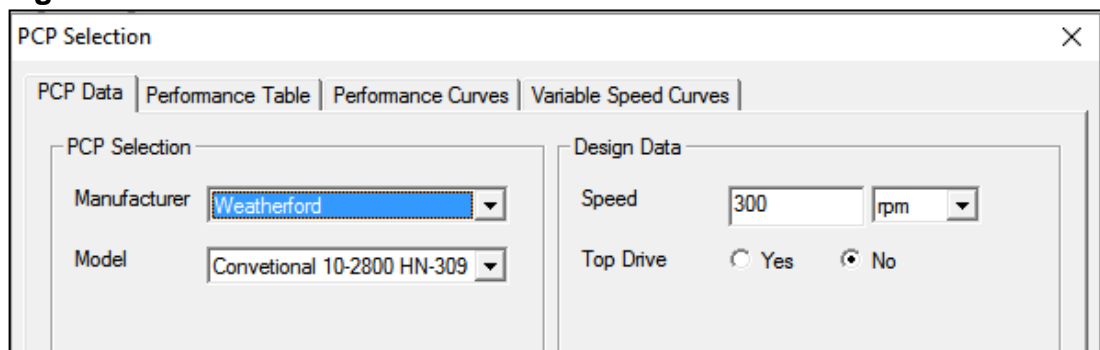 PCP Selection
PCP Data Performance Table Performance Curves Variable Speed Curves
PCP Selection
Manufacturer Weatherford
Model Convetional 10-2800 HN-309
Design Data
Speed 300 rpm
Top Drive Yes No